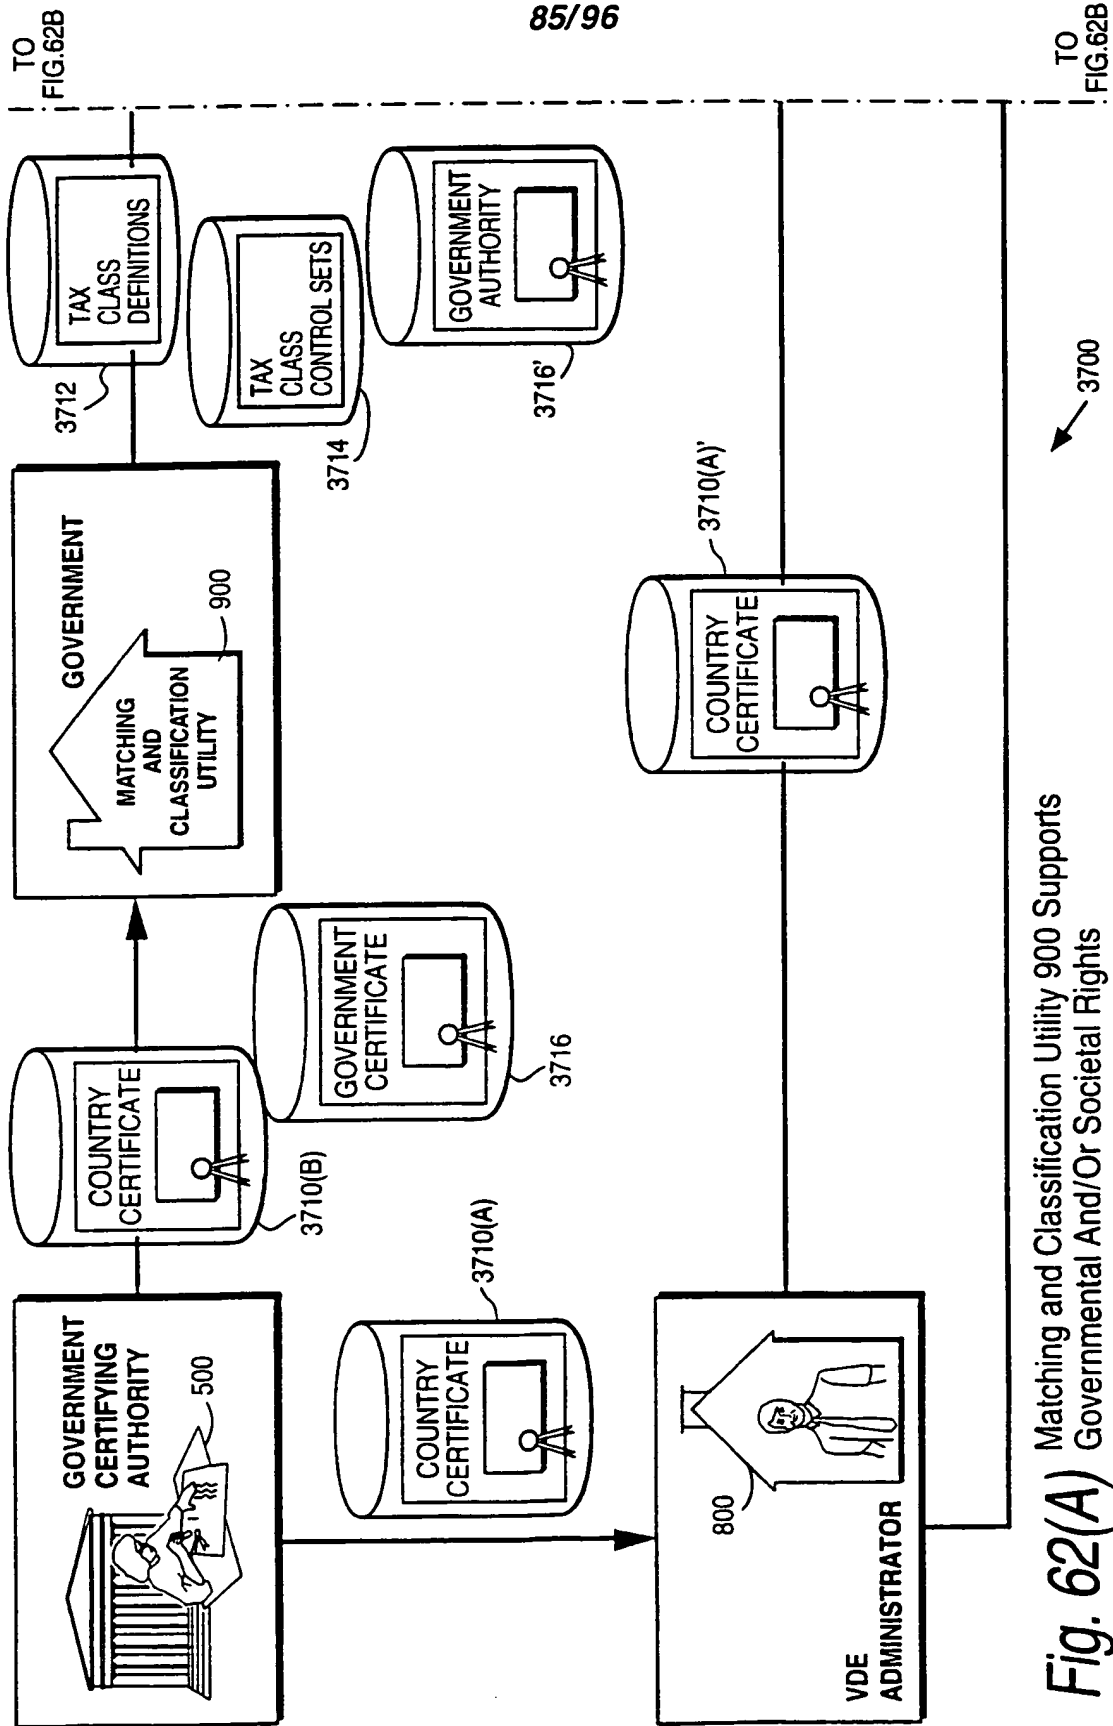 85/96
TO
FIG.62B
GOVERNMENT
CERTIFYING
AUTHORITY
500
COUNTRY
CERTIFICATE
3710(B)
GOVERNMENT
CERTIFICATE
3716
GOVERNMENT
MATCHING
AND
CLASSIFICATION
UTILITY
900
TAX
CLASS
DEFINITIONS
3712
TAX
CLASS
CONTROL SETS
3714
GOVERNMENT
AUTHORITY
3716'
COUNTRY
CERTIFICATE
3710(A)
VDE
ADMINISTRATOR
800
COUNTRY
CERTIFICATE
3710(A)'
3700
TO
FIG.62B
Fig. 62(A) Matching and Classification Utility 900 Supports
Governmental And/Or Societal Rights